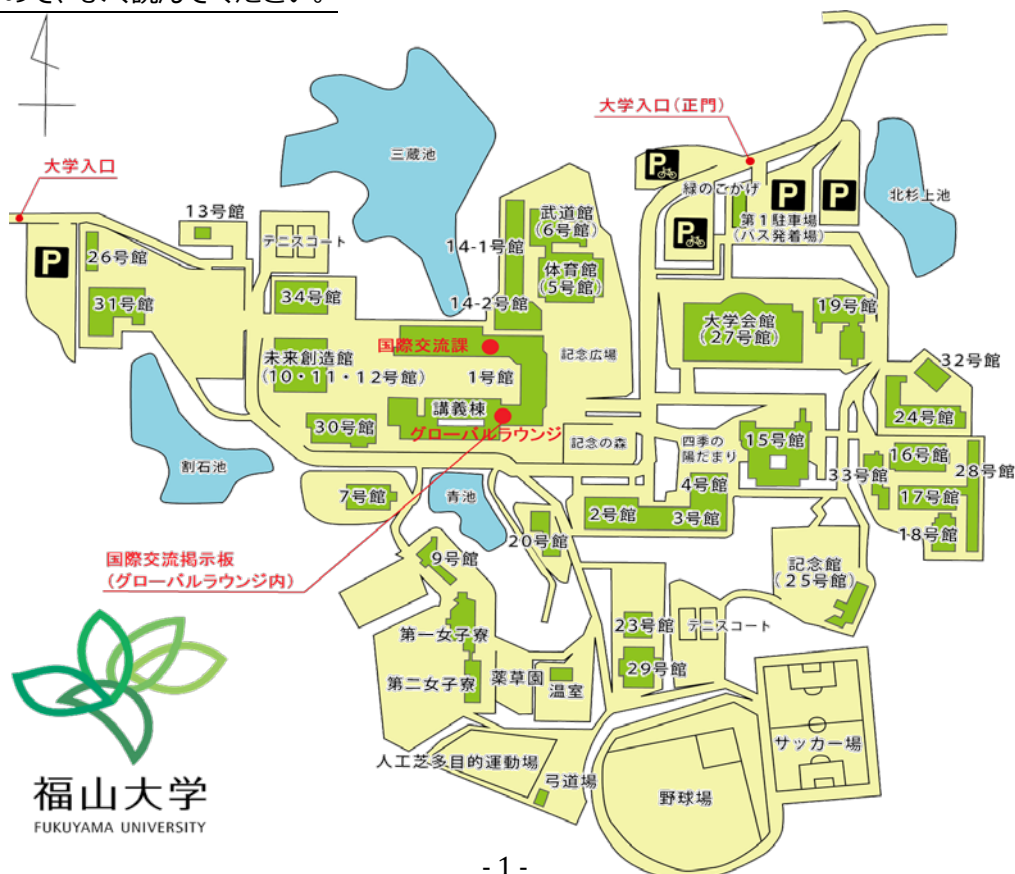 ので、よく読んでください。
大学入口(正門)
三蔵池
大学入口
緑のこかげ
北杉上池
13号館
武道館
(6号館)
第1駐車場
(バス発着場)
テニスコート
14-1号館
26号館
体育館
(5号館)
31号館
34号館
14-2号館
19号館
大学会館
(27号館)
国際交流課
記念広場
未来創造館
(10・11・12号館)
1号館
32号館
講義棟
24号館
30号館
グローバルラウンジ
記念の森
四季の
陽だまり
15号館
割石池
16号館
28号館
33号館
4号館
7号館
青池
17号館
2号館
3号館
18号館
20号館
国際交流掲示板
(グローバルラウンジ内)
9号館
記念館
(25号館)
23号館
テニスコート
第一女子寮
29号館
第二女子寮
薬草園
温室
サッカー場
人工芝多目的運動場
弓道場
野球場
福山大学
FUKUYAMA UNIVERSITY
P
P
P
P
P
- 1 -